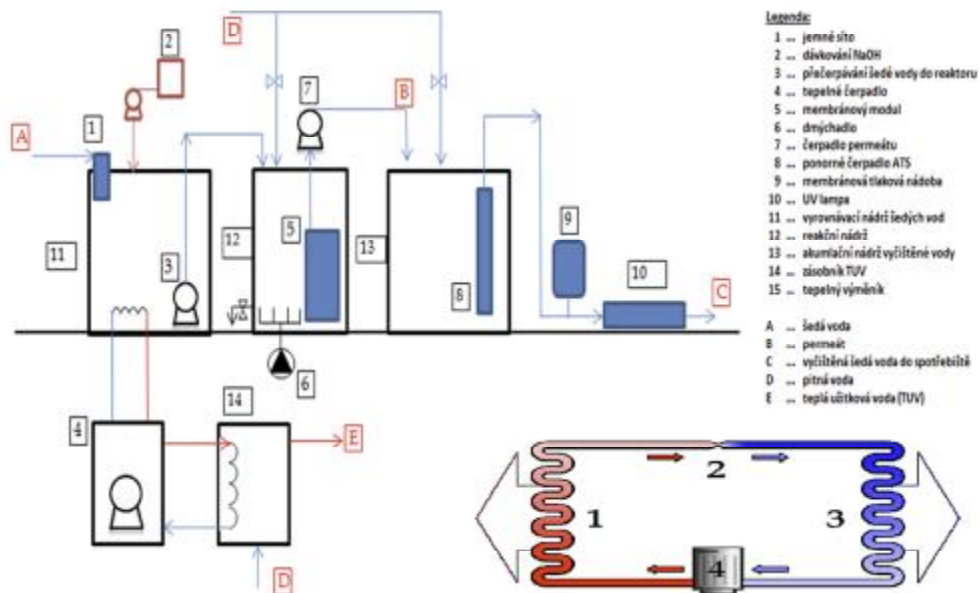 D
2
7
B
A
1
11
3
12
5
13
8
9
10
C
6
4
14
E
D
Legenda:
1 ... jemné síto
2 ... dávkování NaOH
3 ... přečerpávání šedé vody do reaktoru
4 ... tepelné čerpadlo
5 ... membránový modul
6 ... dmýchadlo
7 ... čerpadlo permeátu
8 ... ponorné čerpadlo ATS
9 ... membránová tlaková nádoba
10 ... UV lampa
11 ... vyrovnávací nádrž šedých vod
12 ... reakční nádrž
13 ... akumlační nádrž vyčištěné vody
14 ... zásobník TUV
15 ... tepelný výměník
A ... šedá voda
B ... permeát
C ... vyčištěná šedá voda do spotřebiště
D ... pitná voda
E ... teplá užitková voda (TUV)
2
1
3
4